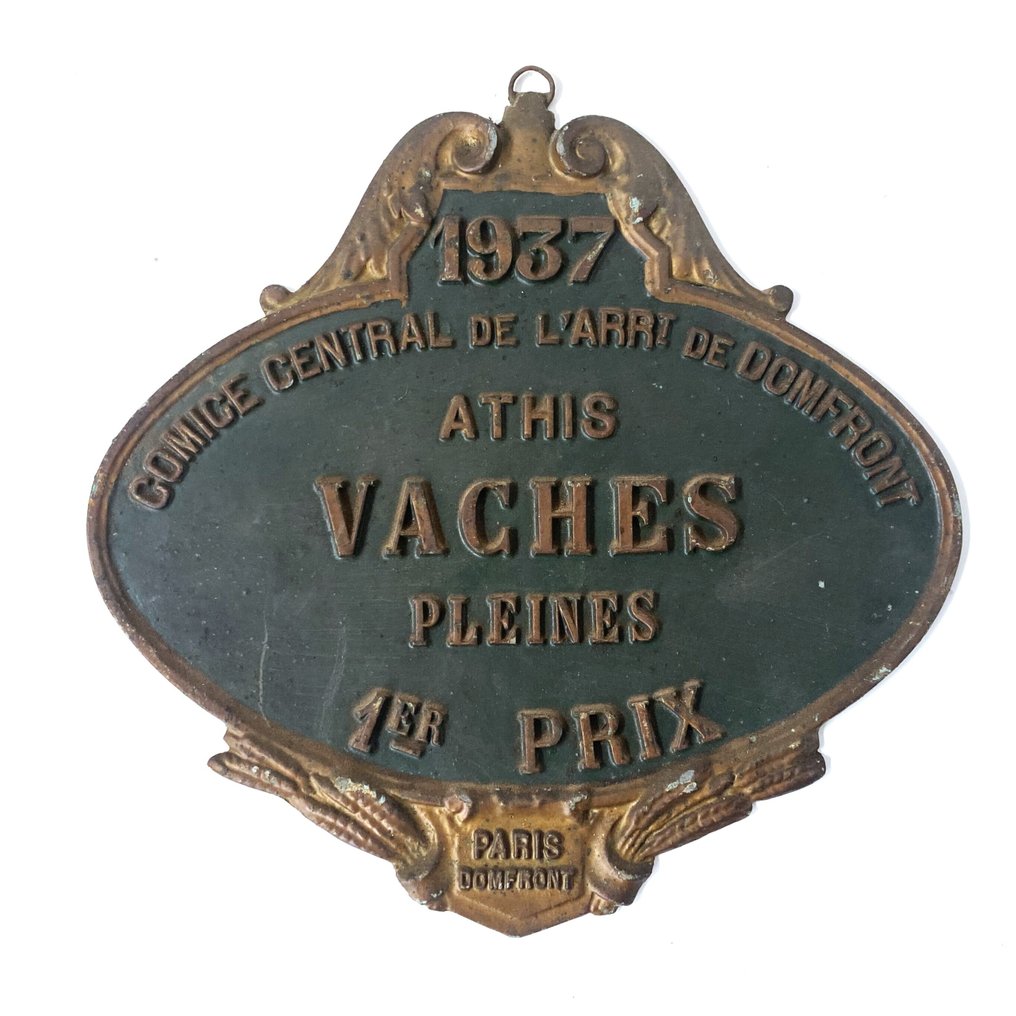 1937
COMICE CENTRAL DE L'ARRT DE DOMFRONT
ATHIS
VACHES
PLEINES
1ER PRIX
PARIS
DOMFRONT